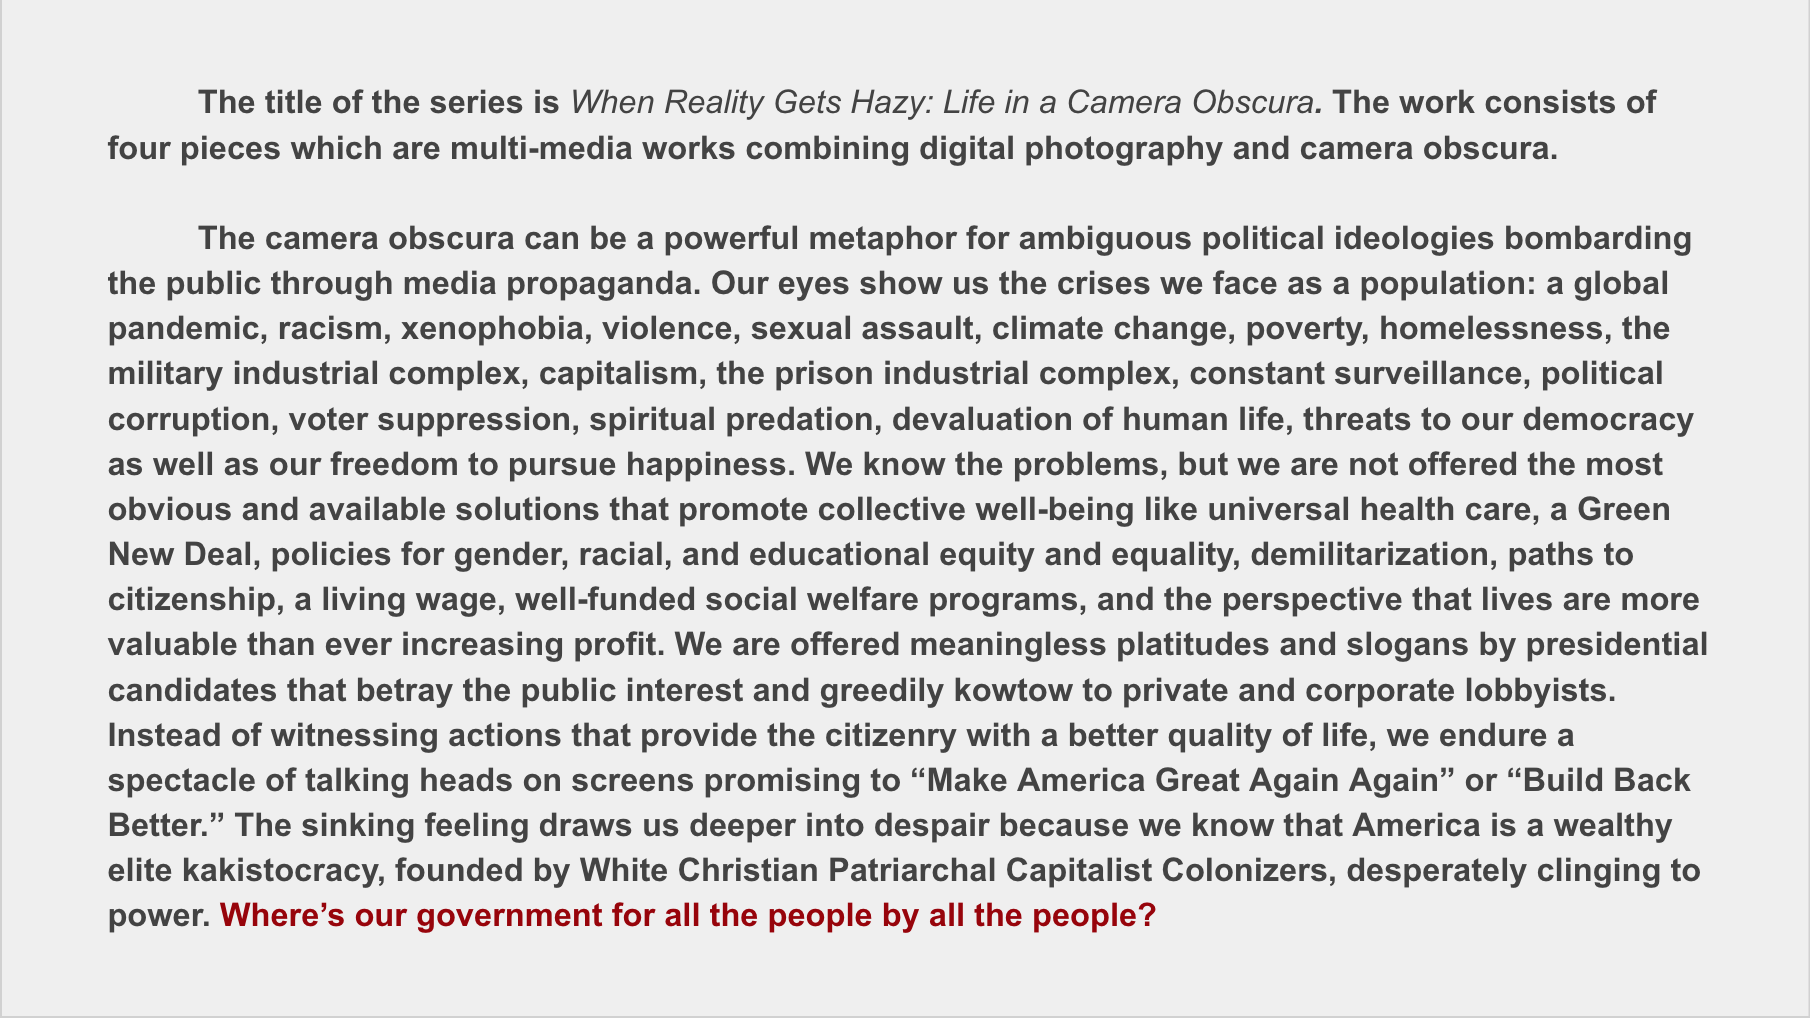 The title of the series is When Reality Gets Hazy: Life in a Camera Obscura. The work consists of
four pieces which are multi-media works combining digital photography and camera obscura.
The camera obscura can be a powerful metaphor for ambiguous political ideologies bombarding
the public through media propaganda. Our eyes show us the crises we face as a population: a global
pandemic, racism, xenophobia, violence, sexual assault, climate change, poverty, homelessness, the
military industrial complex, capitalism, the prison industrial complex, constant surveillance, political
corruption, voter suppression, spiritual predation, devaluation of human life, threats to our democracy
as well as our freedom to pursue happiness. We know the problems, but we are not offered the most
obvious and available solutions that promote collective well-being like universal health care, a Green
New Deal, policies for gender, racial, and educational equity and equality, demilitarization, paths to
citizenship, a living wage, well-funded social welfare programs, and the perspective that lives are more
valuable than ever increasing profit. We are offered meaningless platitudes and slogans by presidential
candidates that betray the public interest and greedily kowtow to private and corporate lobbyists.
Instead of witnessing actions that provide the citizenry with a better quality of life, we endure a
spectacle of talking heads on screens promising to “Make America Great Again Again” or “Build Back
Better.” The sinking feeling draws us deeper into despair because we know that America is a wealthy
elite kakistocracy, founded by White Christian Patriarchal Capitalist Colonizers, desperately clinging to
power. Where’s our government for all the people by all the people?